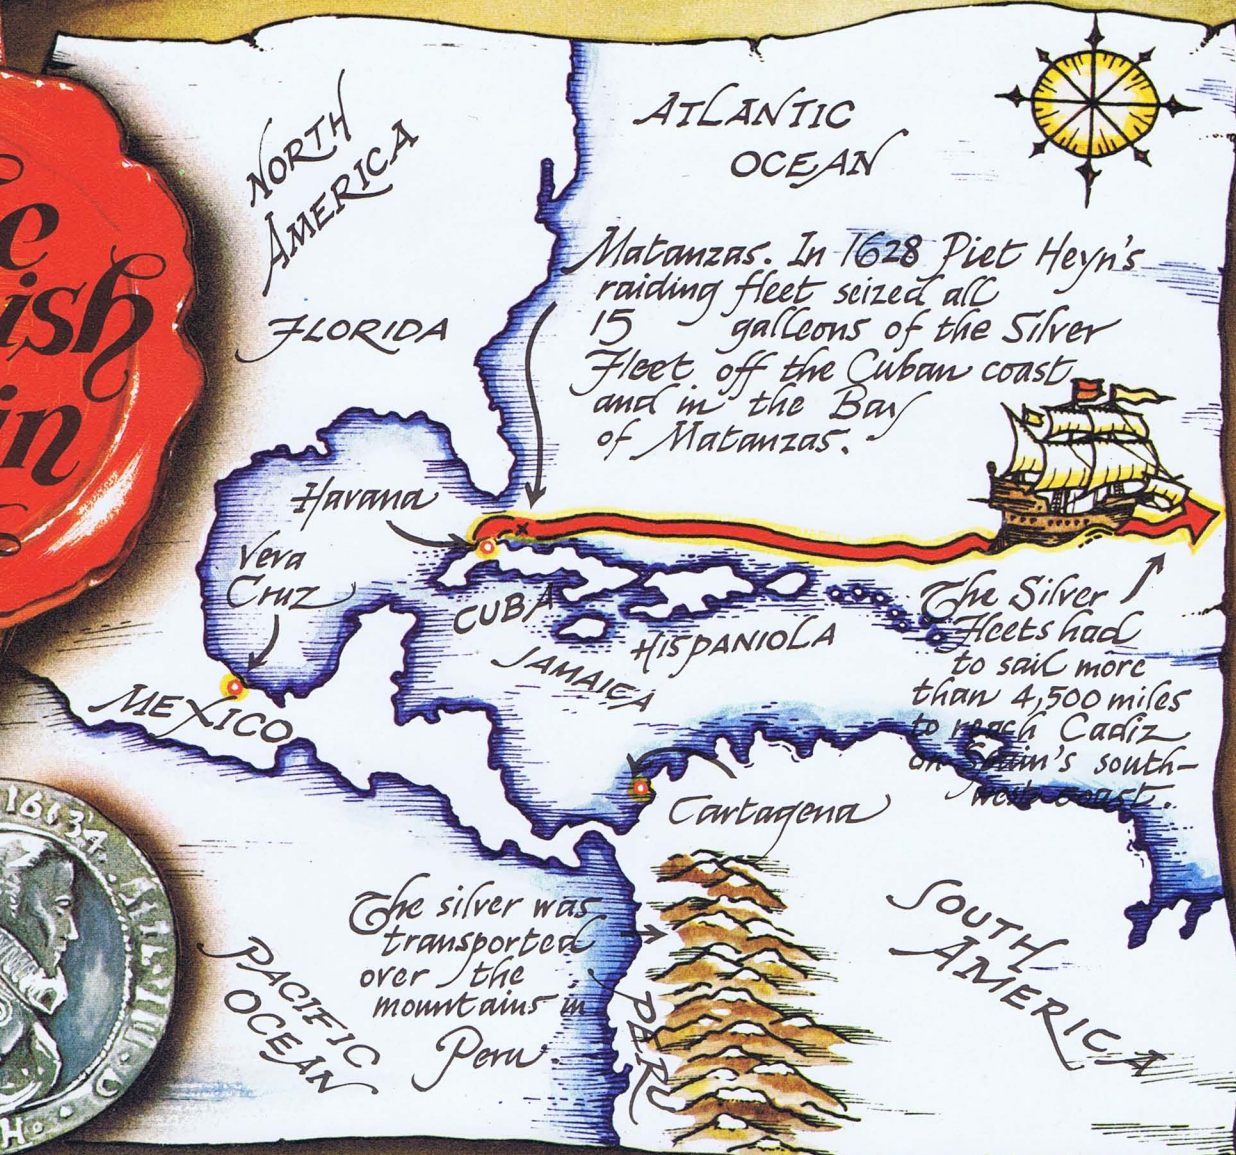 NORTH
AMERICA
ATLANTIC
OCEAN
Matanzas. In 1628 Piet Heyn's
raiding fleet seized all
15 galleons of the Silver
Fleet off the Cuban coast
and in the Bay
of Matanzas.
FLORIDA
ish
in
Havana
Vera
Cruz
CUBA
HISPANIOLA
JAMAICA
MEXICO
The Silver
Fleets had
to sail more
than 4,500 miles
to reach Cadiz
on Spain's south-
west coast.
Cartagena
1613
The silver was
transported
over the
mountains in
Peru
PACIFIC
OCEAN
PERU
SOUTH
AMERICA